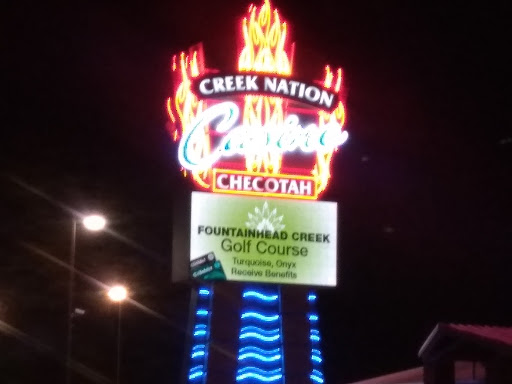 CREEK NATION
Casino
CHECOTAH
FOUNTAINHEAD CREEK
Golf Course
Turquoise, Onyx
Receive Benefits